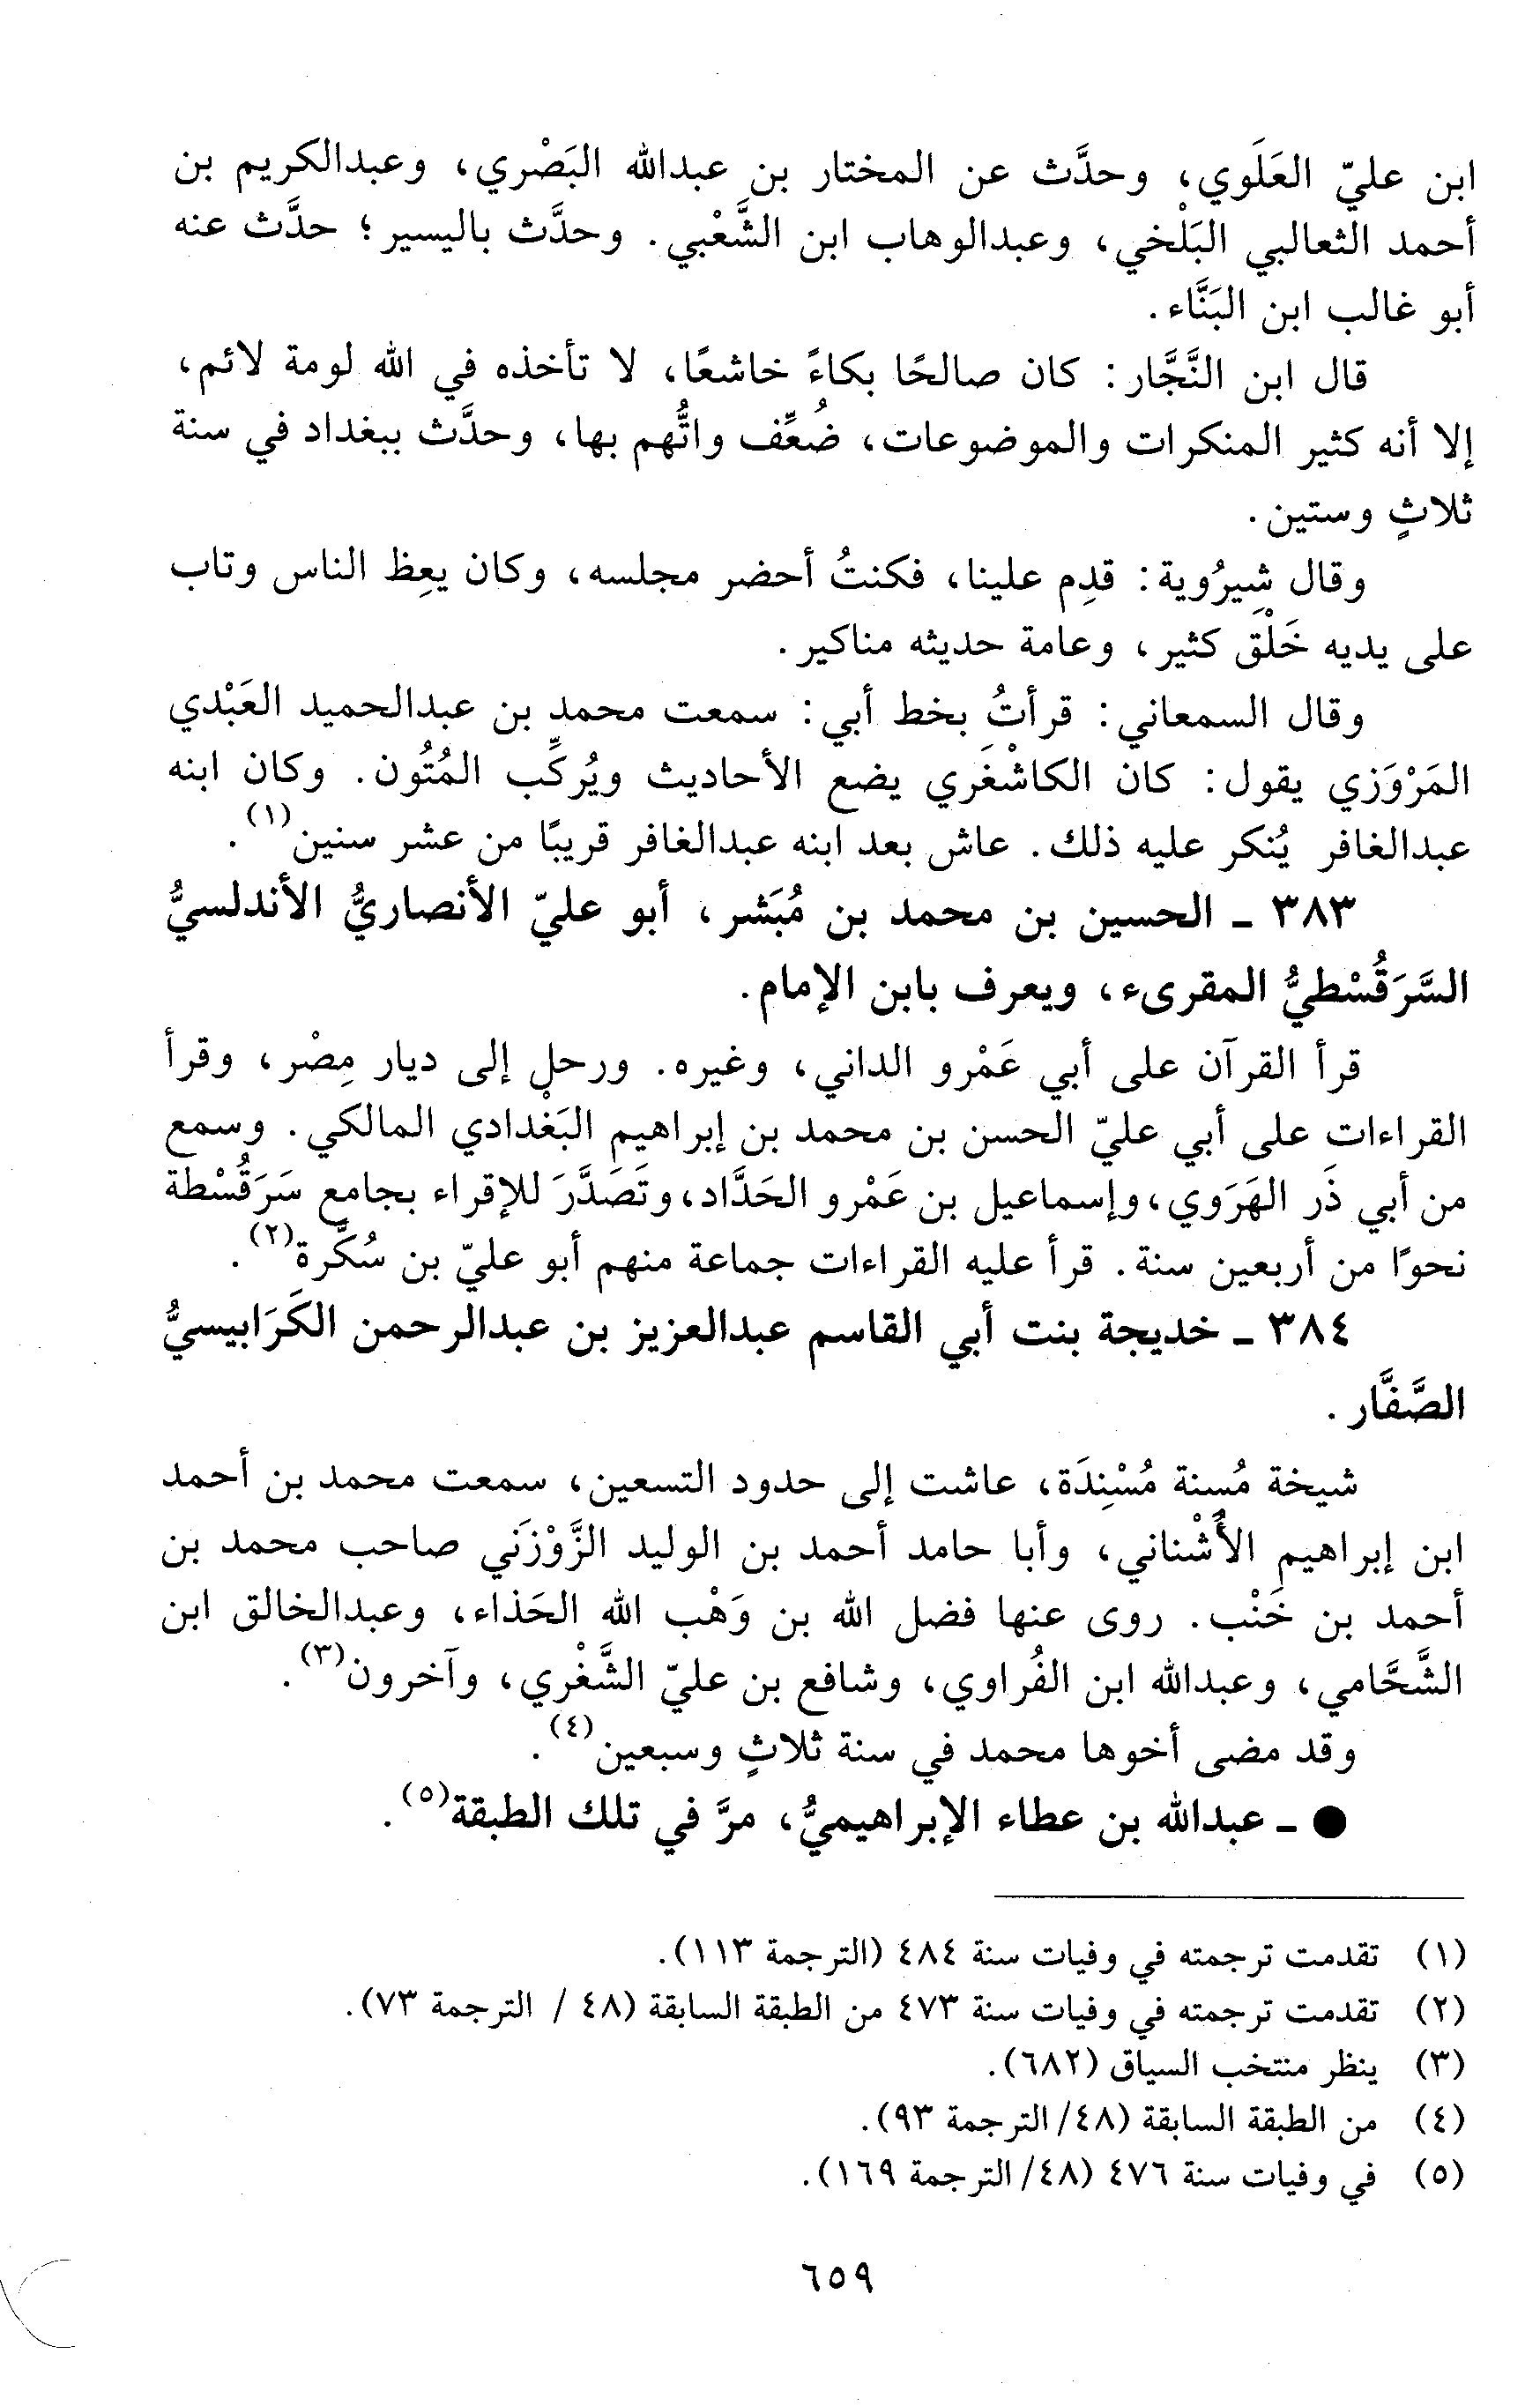 ابن عليّ العَلَوي، وحدَّث عن المختار بن عبدالله البَصْري، وعبدالكريم بن
أحمد الثعالبي البَلْخي، وعبدالوهاب ابن الشَّعْبي. وحدَّث باليسير؛ حدَّث عنه
أبو غالب ابن البَنَّاء.
قال ابن النَّجَّار: كان صالحًا بكاءً خاشعًا، لا تأخذه في الله لومة لائم،
إلا أنه كثير المنكرات والموضوعات، ضُعِّف واتُّهم بها، وحدَّث ببغداد في سنة
ثلاثٍ وستين.
وقال شِيرُوية: قدِم علينا، فكنتُ أحضر مجلسه، وكان يعِظ الناس وتاب
على يديه خَلْق كثير، وعامة حديثه مناكير.
وقال السمعاني: قرأتُ بخط أبي: سمعت محمد بن عبدالحميد العَبْدي
المَرْوَزي يقول: كان الكاشْغَري يضع الأحاديث ويُركِّب المُتُون. وكان ابنه
عبدالغافر يُنكر عليه ذلك. عاش بعد ابنه عبدالغافر قريبًا من عشر سنين(١).
٣٨٣ ـ الحسين بن محمد بن مُبَشر، أبو عليّ الأنصاريُّ الأندلسيُّ
السَّرَقُسْطيُّ المقرىء، ويعرف بابن الإمام.
قرأ القرآن على أبي عَمْرو الداني، وغيره. ورحل إلى ديار مِصْر، وقرأ
القراءات على أبي عليّ الحسن بن محمد بن إبراهيم البَغْدادي المالكي. وسمع
من أبي ذَر الهَرَوي، وإسماعيل بن عَمْرو الحَدَّاد، وتَصَدَّرَ للإقراء بجامع سَرَقُسْطة
نحوًا من أربعين سنة. قرأ عليه القراءات جماعة منهم أبو عليّ بن سُكَّرة(٢).
٣٨٤ ـ خديجة بنت أبي القاسم عبدالعزيز بن عبدالرحمن الكَرَابيسيُّ
الصَّفَّار.
شيخة مُسِنة مُسْنِدَة، عاشت إلى حدود التسعين، سمعت محمد بن أحمد
ابن إبراهيم الأُشْناني، وأبا حامد أحمد بن الوليد الزَّوْزَني صاحب محمد بن
أحمد بن خَنْب. روى عنها فضل الله بن وَهْب الله الحَذاء، وعبدالخالق ابن
الشَّحَّامي، وعبدالله ابن الفُراوي، وشافع بن عليّ الشَّغْري، وآخرون(٣).
وقد مضى أخوها محمد في سنة ثلاثٍ وسبعين(٤).
● ـ عبدالله بن عطاء الإبراهيميُّ، مرَّ في تلك الطبقة(٥).
(١) تقدمت ترجمته في وفيات سنة ٤٨٤ (الترجمة ١١٣).
(٢) تقدمت ترجمته في وفيات سنة ٤٧٣ من الطبقة السابقة (٤٨ / الترجمة ٧٣).
(٣) ينظر منتخب السياق (٦٨٢).
(٤) من الطبقة السابقة (٤٨/ الترجمة ٩٣).
(٥) في وفيات سنة ٤٧٦ (٤٨/ الترجمة ١٦٩).
٦٥٩